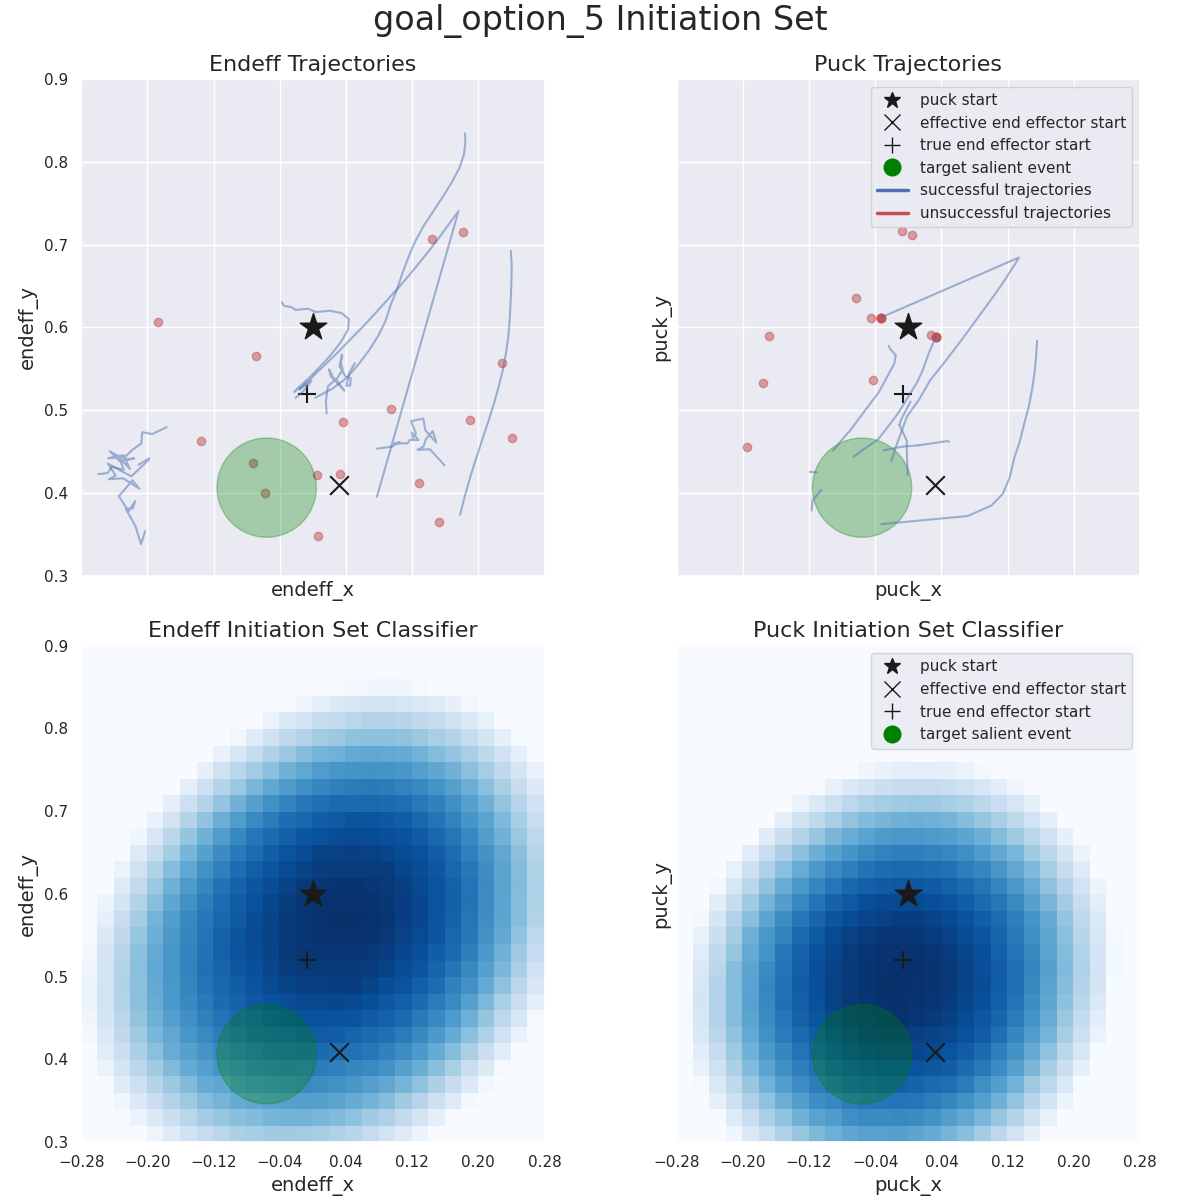 goal_option_5 Initiation Set
Endeff Trajectories
endeff_y
0.9
0.8
0.7
0.6
0.5
0.4
0.3
endeff_x
Puck Trajectories
puck_y
puck start
effective end effector start
true end effector start
target salient event
successful trajectories
unsuccessful trajectories
puck_x
Endeff Initiation Set Classifier
endeff_y
0.9
0.8
0.7
0.6
0.5
0.4
0.3
−0.28 −0.20 −0.12 −0.04 0.04 0.12 0.20 0.28
endeff_x
Puck Initiation Set Classifier
puck_y
puck start
effective end effector start
true end effector start
target salient event
−0.28 −0.20 −0.12 −0.04 0.04 0.12 0.20 0.28
puck_x